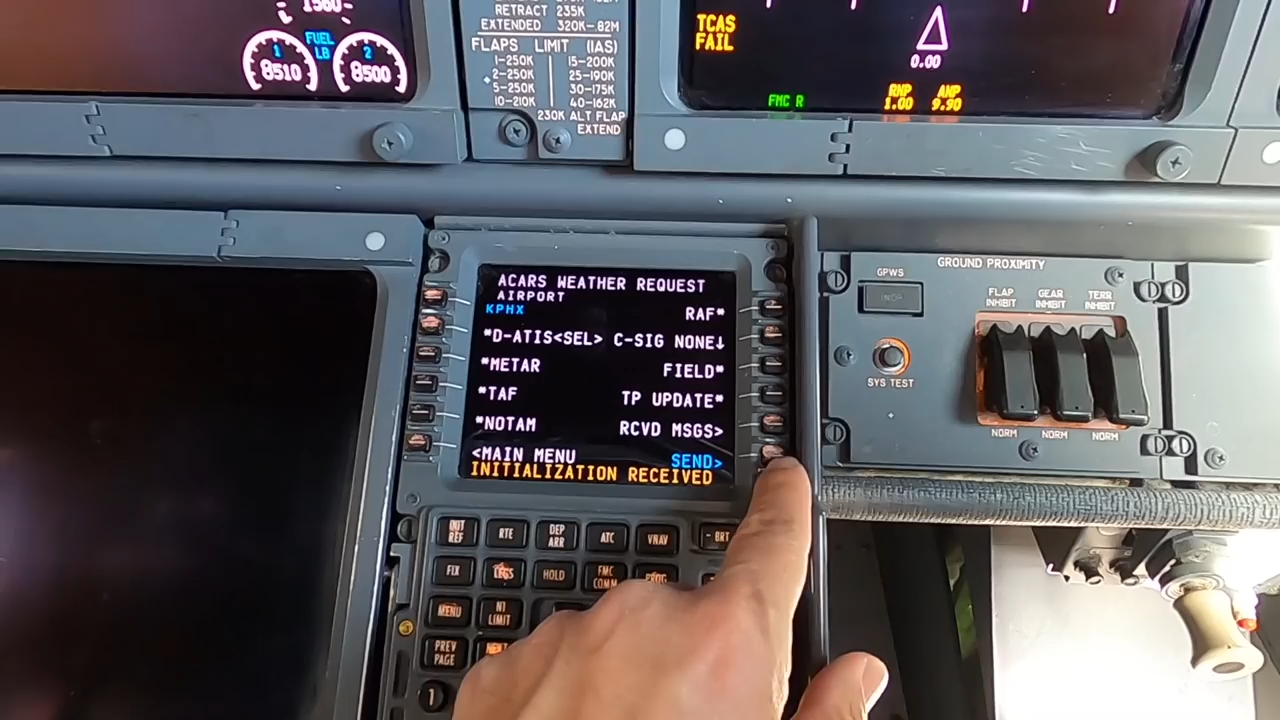 1560
FUEL
LB
1
8510
2
8500
RETRACT 235K
EXTENDED 320K-.82M
FLAPS LIMIT (IAS)
1-250K 15-200K
2-250K 25-190K
5-250K 30-175K
10-210K 40-162K
230K ALT FLAP
EXTEND
TCAS
FAIL
0.00
FMC R
RNP
1.00
ANP
9.90
ACARS WEATHER REQUEST
AIRPORT
KPHX RAF*
*D-ATIS<SEL> C-SIG NONE↓
*METAR FIELD*
*TAF TP UPDATE*
*NOTAM RCVD MSGS>
<MAIN MENU SEND>
INITIALIZATION RECEIVED
GROUND PROXIMITY
GPWS
INOP
SYS TEST
FLAP
INHIBIT
GEAR
INHIBIT
TERR
INHIBIT
NORM NORM NORM
RTE
DEP
ARR
ATC
VNAV
- BRT
FIX
LEGS
HOLD
FMC
COMM
PROG
MENU
N1
LIMIT
PREV
PAGE
1